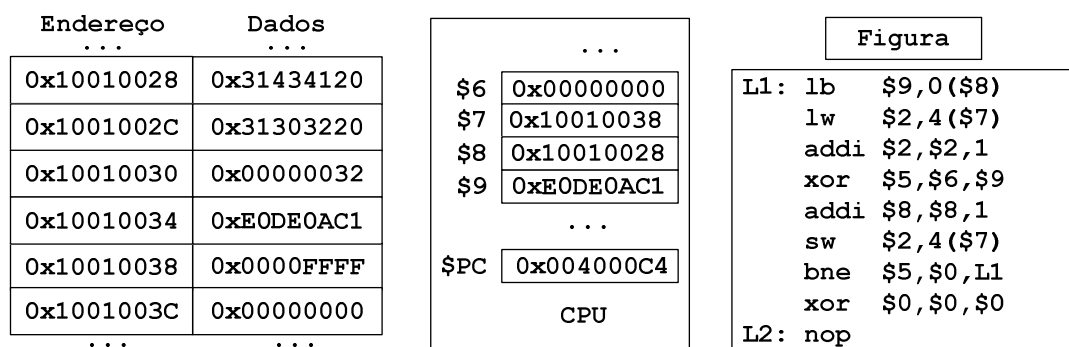 Endereço Dados
... ...
0x10010028 0x31434120
0x1001002C 0x31303220
0x10010030 0x00000032
0x10010034 0xE0DE0AC1
0x10010038 0x0000FFFF
0x1001003C 0x00000000
... ...
...
$6 0x00000000
$7 0x10010038
$8 0x10010028
$9 0xE0DE0AC1
...
$PC 0x004000C4
CPU
Figura
L1: lb $9,0($8)
lw $2,4($7)
addi $2,$2,1
xor $5,$6,$9
addi $8,$8,1
sw $2,4($7)
bne $5,$0,L1
xor $0,$0,$0
L2: nop